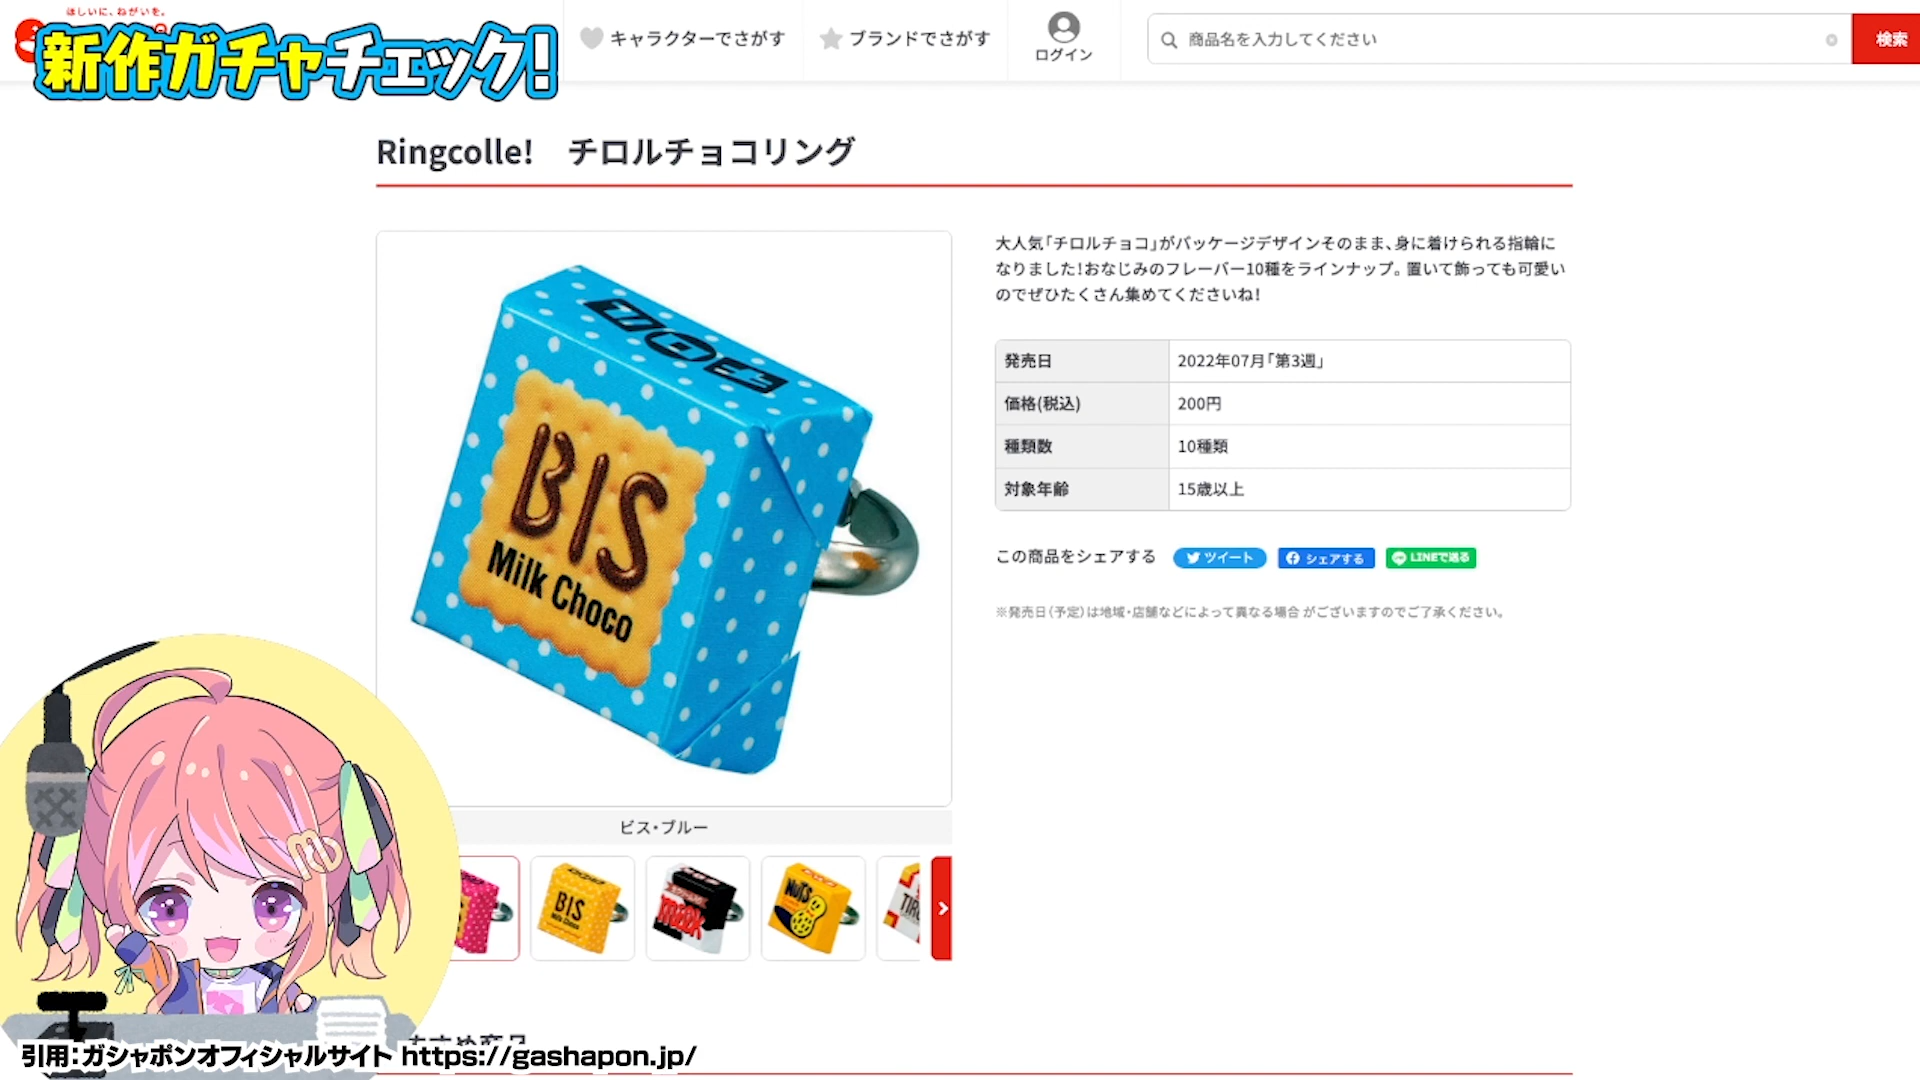 ほしいに、ねがいを。
新作ガチャチェック!
キャラクターでさがす
ブランドでさがす
ログイン
商品名を入力してください
検索
Ringcolle! チロルチョコリング
チロル
BIS
Milk Choco
大人気「チロルチョコ」がパッケージデザインそのまま、身に着けられる指輪に
なりました!おなじみのフレーバー10種をラインナップ。置いて飾っても可愛い
のでぜひたくさん集めてくださいね!
発売日 2022年07月「第3週」
価格(税込) 200円
種類数 10種類
対象年齢 15歳以上
この商品をシェアする
ツイート
シェアする
LINEで送る
※発売日(予定)は地域・店舗などによって異なる場合がございますのでご了承ください。
ビス・ブルー
BIS
Milk Choco
NUTS
引用:ガシャポンオフィシャルサイト https://gashapon.jp/